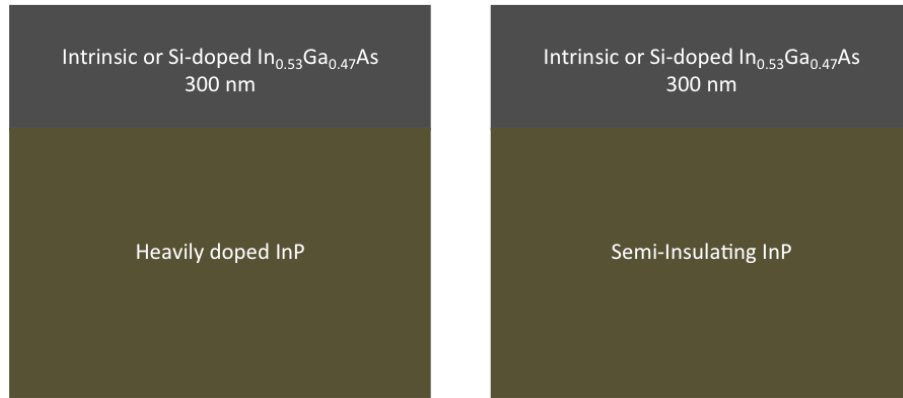 Intrinsic or Si-doped In₀.₅₃Ga₀.₄₇As
300 nm
Heavily doped InP
Intrinsic or Si-doped In₀.₅₃Ga₀.₄₇As
300 nm
Semi-Insulating InP